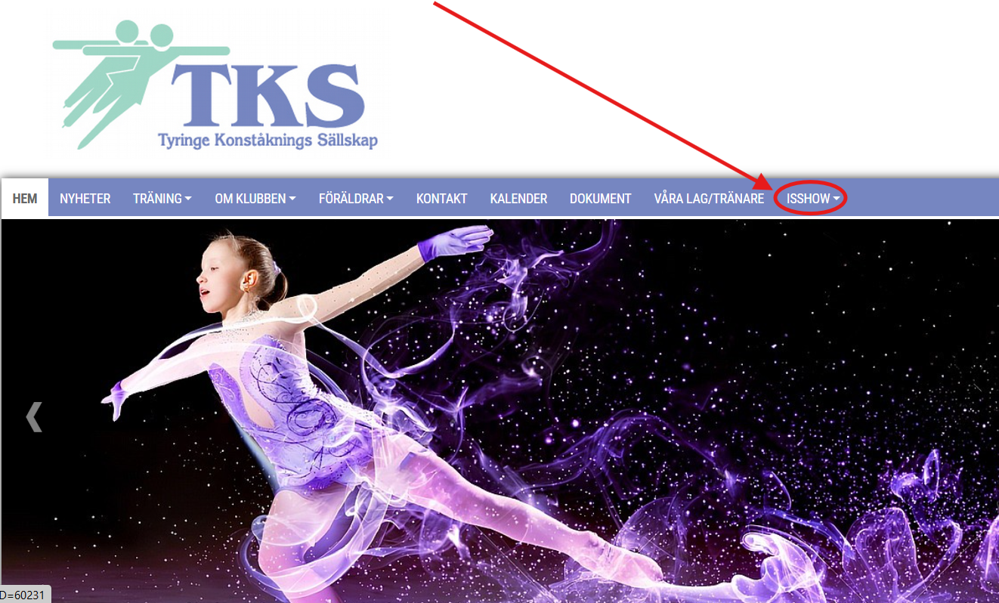 TKS
Tyringe Konståknings Sällskap
HEM NYHETER TRÄNING OM KLUBBEN FÖRÄLDRAR KONTAKT KALENDER DOKUMENT VÅRA LAG/TRÄNARE ISSHOW
D=60231